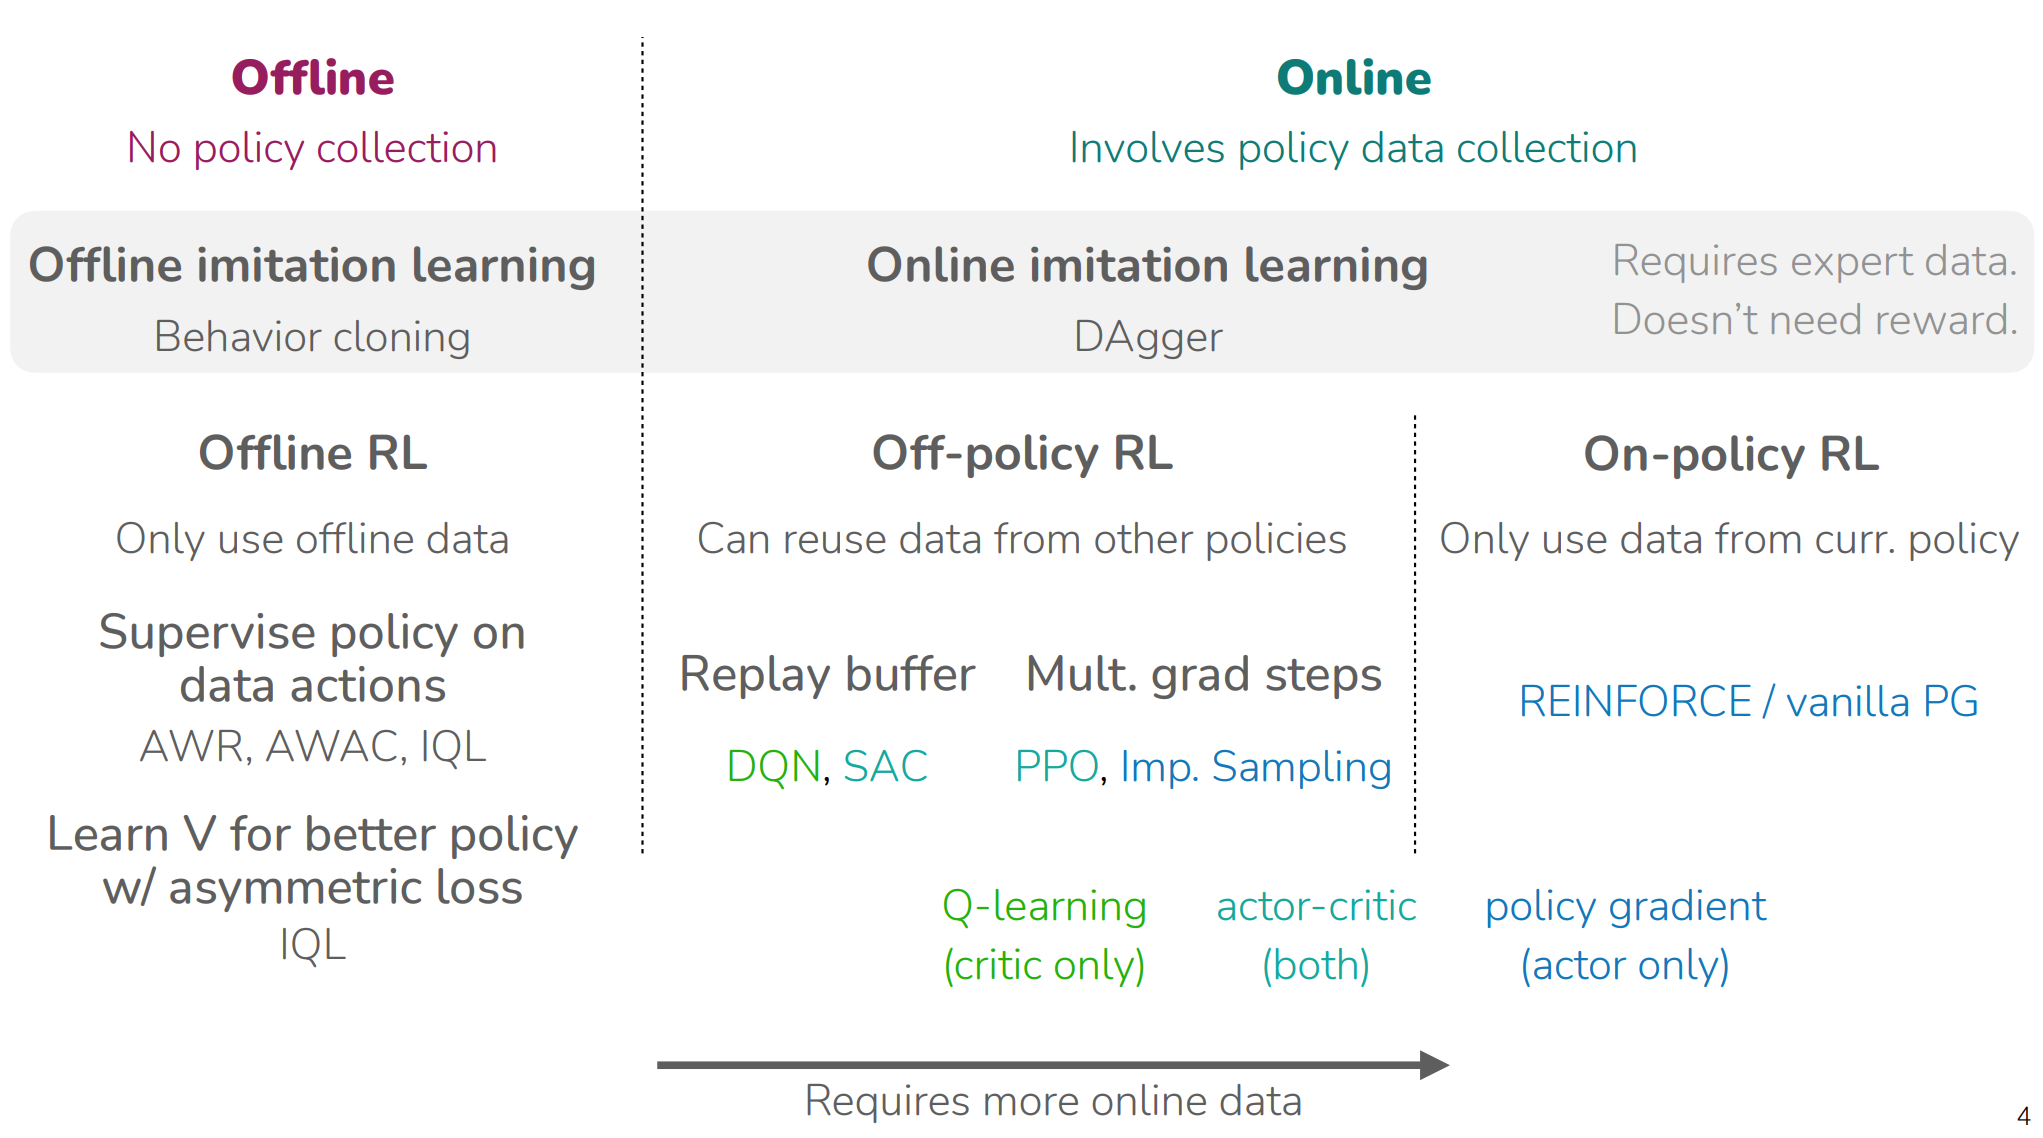 Offline
No policy collection
Online
Involves policy data collection
Offline imitation learning
Behavior cloning
Online imitation learning
DAgger
Requires expert data.
Doesn't need reward.
Offline RL
Only use offline data
Supervise policy on
data actions
AWR, AWAC, IQL
Learn V for better policy
w/ asymmetric loss
IQL
Off-policy RL
Can reuse data from other policies
Replay buffer
DQN, SAC
Mult. grad steps
PPO, Imp. Sampling
On-policy RL
Only use data from curr. policy
REINFORCE / vanilla PG
Q-learning
(critic only)
actor-critic
(both)
policy gradient
(actor only)
Requires more online data
4